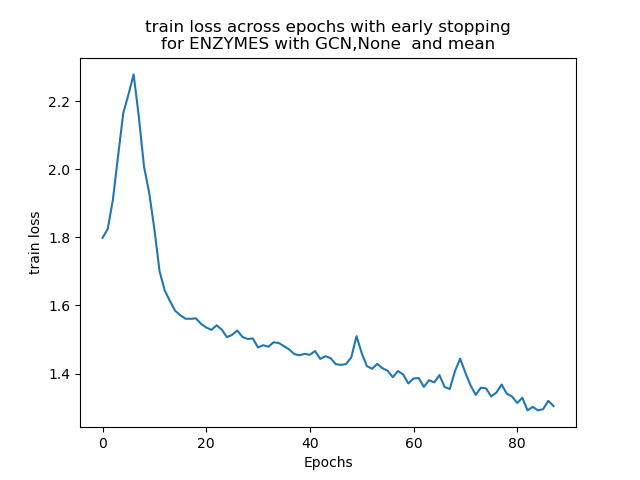 train loss across epochs with early stopping
for ENZYMES with GCN,None  and mean
train loss
2.2
2.0
1.8
1.6
1.4
0
20
40
60
80
Epochs